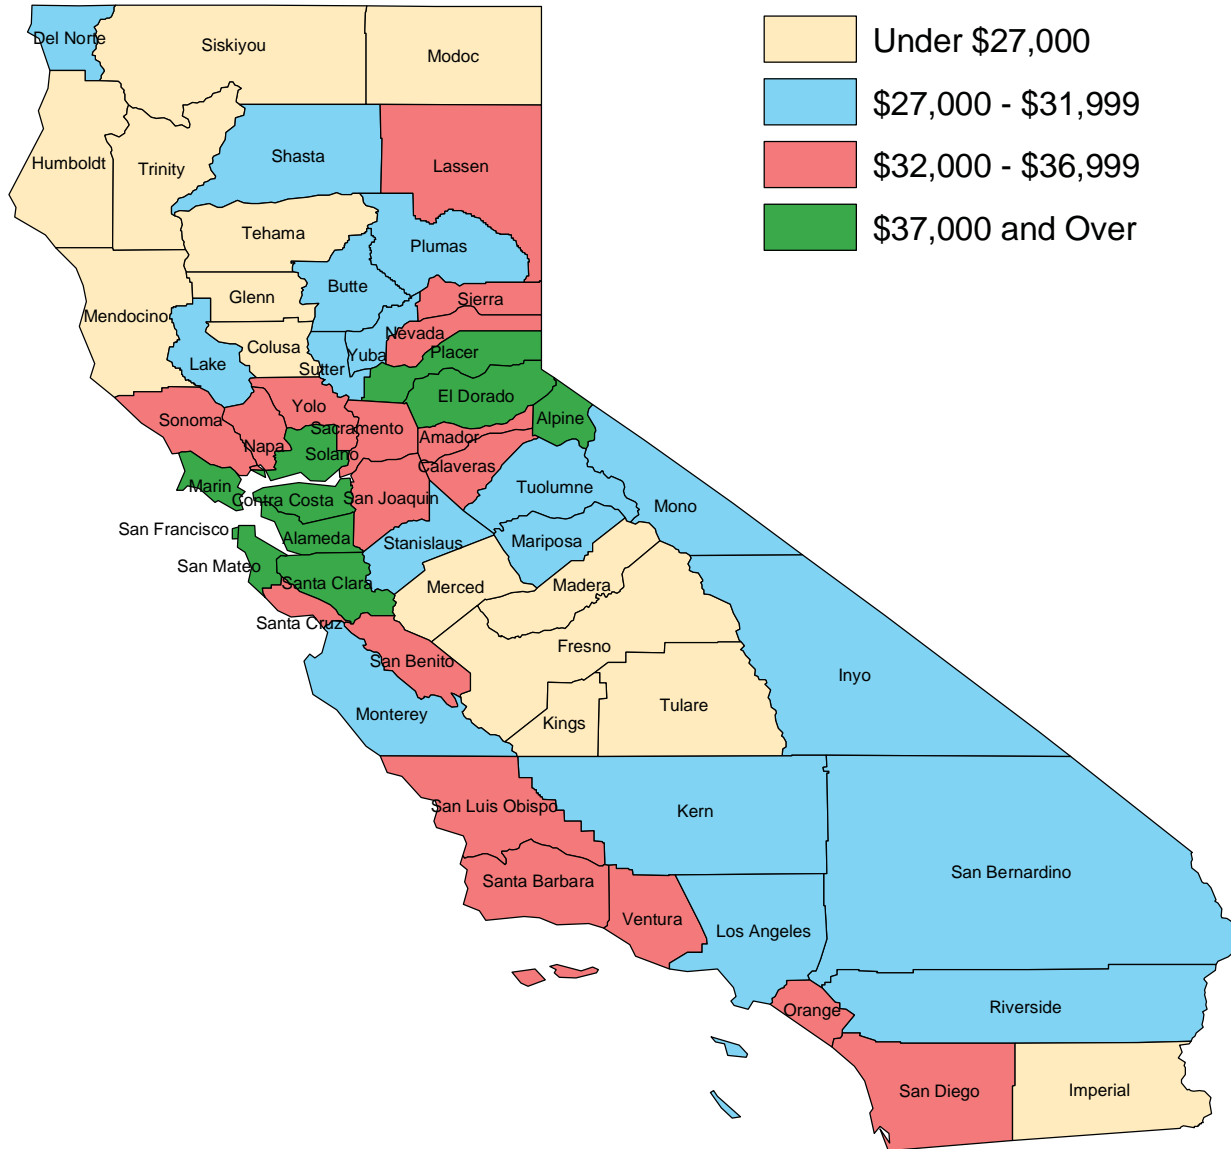 Under $27,000
$27,000 - $31,999
$32,000 - $36,999
$37,000 and Over
Del Norte
Siskiyou
Modoc
Humboldt
Trinity
Shasta
Lassen
Tehama
Plumas
Butte
Glenn
Sierra
Mendocino
Nevada
Colusa
Yuba
Placer
Lake
Sutter
El Dorado
Yolo
Sonoma
Alpine
Sacramento
Amador
Napa
Solano
Calaveras
Marin
Contra Costa
San Joaquin
Tuolumne
Mono
San Francisco
Alameda
Stanislaus
Mariposa
San Mateo
Santa Clara
Merced
Madera
Santa Cruz
Fresno
San Benito
Inyo
Monterey
Kings
Tulare
San Luis Obispo
Kern
San Bernardino
Santa Barbara
Ventura
Los Angeles
Orange
Riverside
San Diego
Imperial